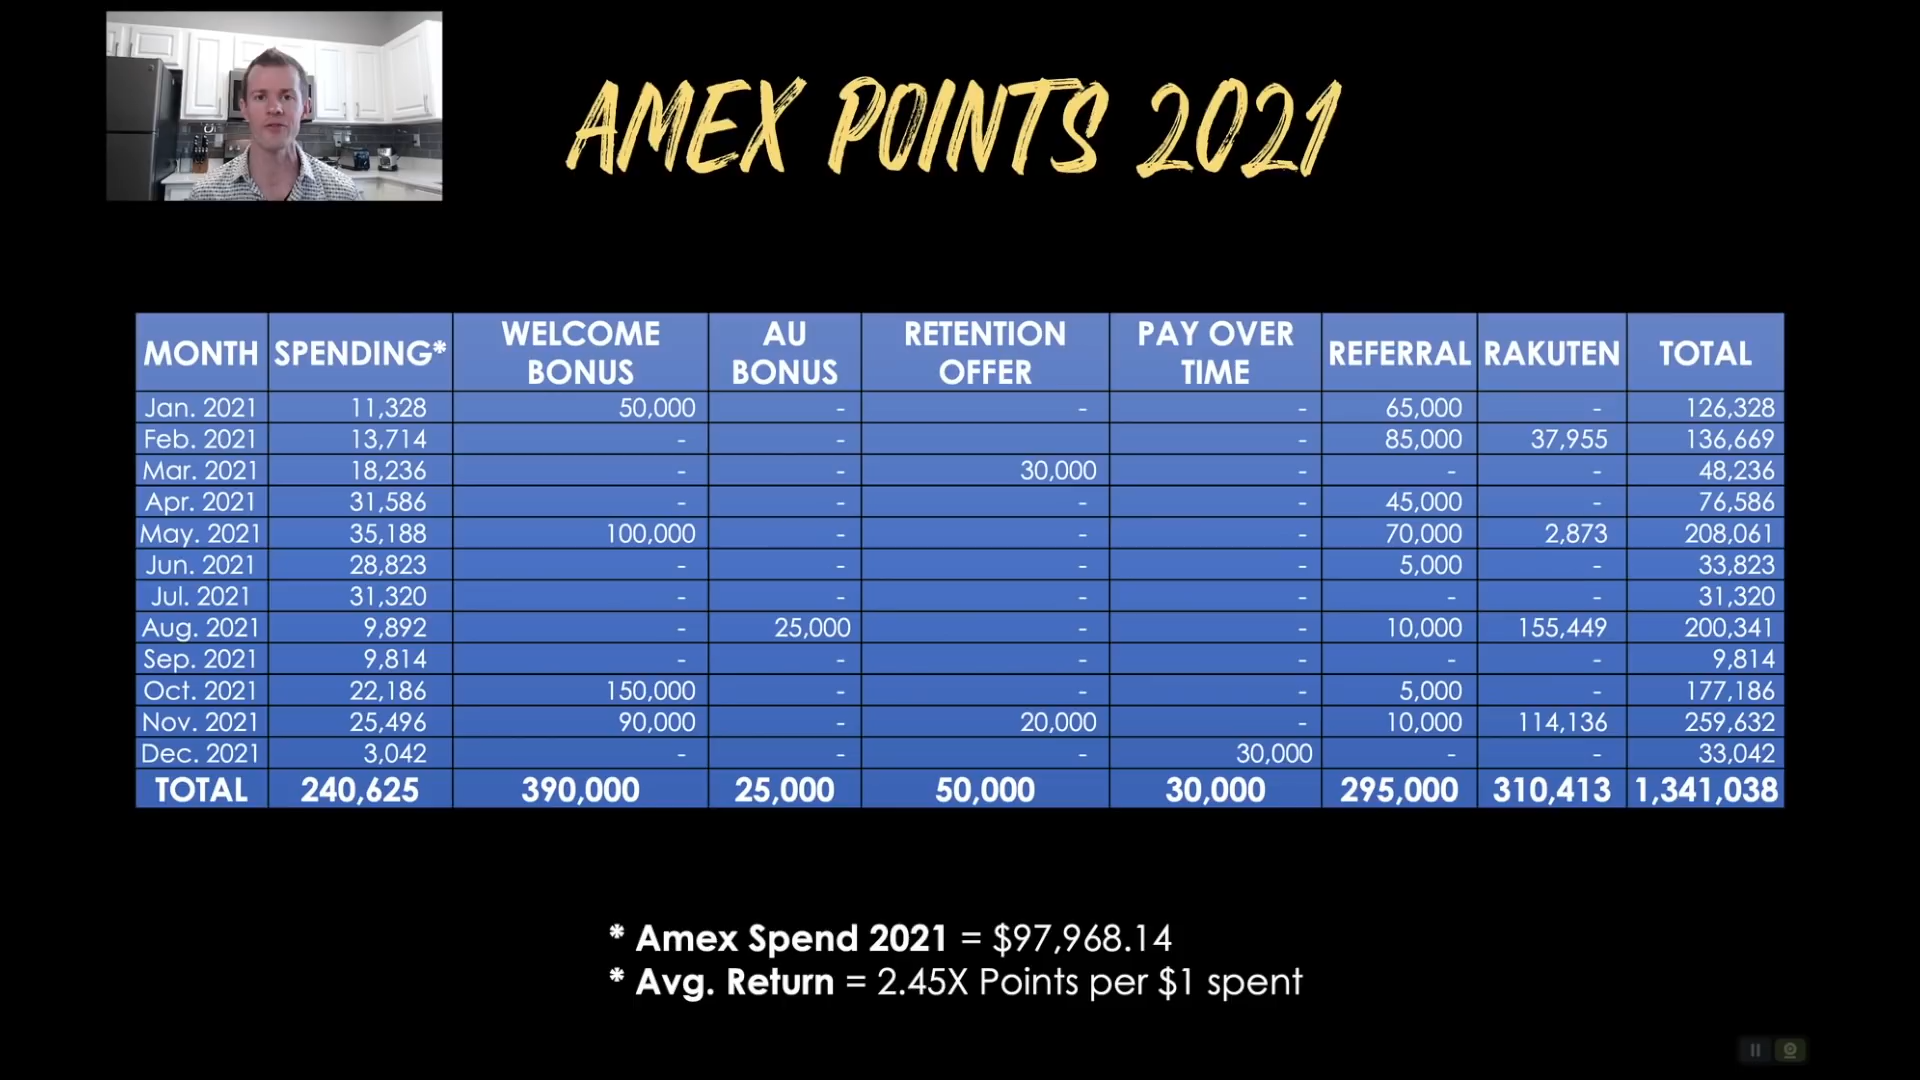 AMEX POINTS 2021
MONTH SPENDING* WELCOME BONUS AU BONUS RETENTION OFFER PAY OVER TIME REFERRAL RAKUTEN TOTAL
Jan. 2021 11,328 50,000 - - - 65,000 - 126,328
Feb. 2021 13,714 - - - 85,000 37,955 136,669
Mar. 2021 18,236 - - 30,000 - - - 48,236
Apr. 2021 31,586 - - - - 45,000 - 76,586
May. 2021 35,188 100,000 - - - 70,000 2,873 208,061
Jun. 2021 28,823 - - - - 5,000 - 33,823
Jul. 2021 31,320 - - - - - - 31,320
Aug. 2021 9,892 - 25,000 - - 10,000 155,449 200,341
Sep. 2021 9,814 - - - - - - 9,814
Oct. 2021 22,186 150,000 - - - 5,000 - 177,186
Nov. 2021 25,496 90,000 - 20,000 - 10,000 114,136 259,632
Dec. 2021 3,042 - - - 30,000 - - 33,042
TOTAL 240,625 390,000 25,000 50,000 30,000 295,000 310,413 1,341,038
* Amex Spend 2021 = $97,968.14
* Avg. Return = 2.45X Points per $1 spent